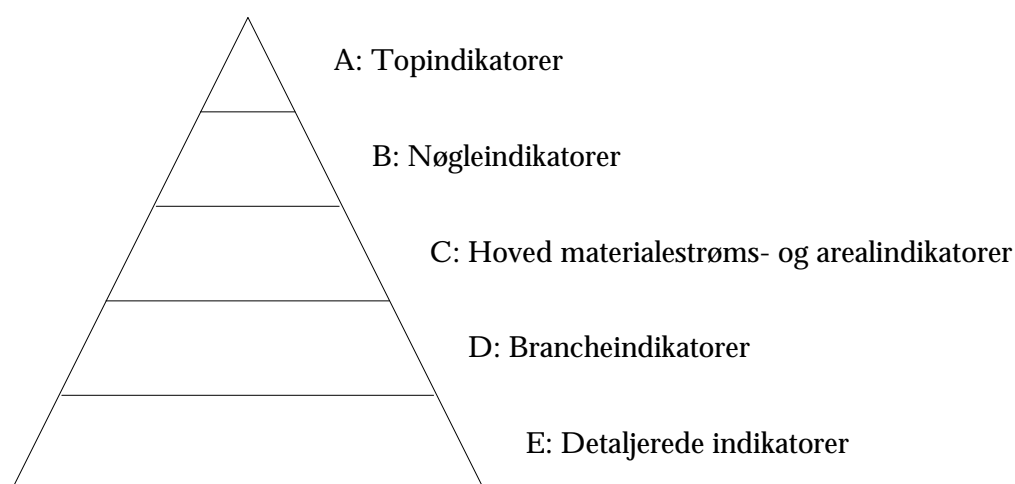 A: Topindikatorer
B: Nøgleindikatorer
C: Hoved materialestrøms- og arealindikatorer
D: Brancheindikatorer
E: Detaljerede indikatorer